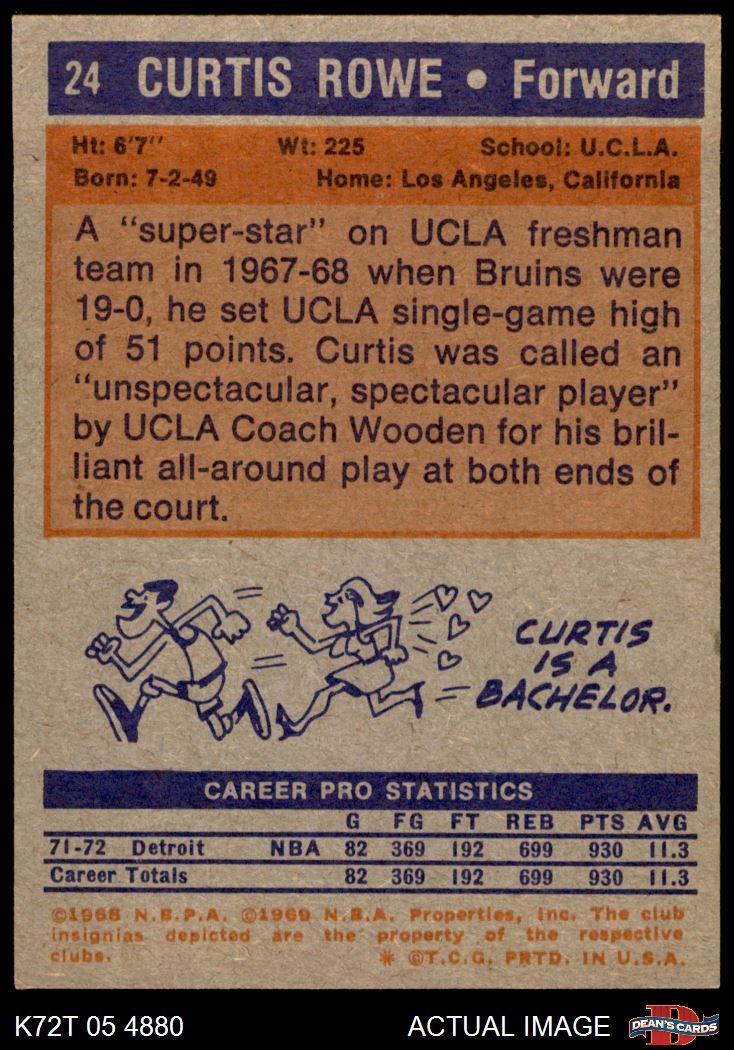 24 CURTIS ROWE • Forward
Ht: 6'7" Wt: 225 School: U.C.L.A.
Born: 7-2-49 Home: Los Angeles, California
A "super-star" on UCLA freshman
team in 1967-68 when Bruins were
19-0, he set UCLA single-game high
of 51 points. Curtis was called an
"unspectacular, spectacular player"
by UCLA Coach Wooden for his bril-
liant all-around play at both ends of
the court.
CURTIS
IS A
BACHELOR.
CAREER PRO STATISTICS
G FG FT REB PTS AVG
71-72 Detroit NBA 82 369 192 699 930 11.3
Career Totals 82 369 192 699 930 11.3
©1968 N.B.P.A. ©1969 N.B.A. Properties, Inc. The club
insignias depicted are the property of the respective
clubs. * ©T.C.G. PRTD. IN U.S.A.
K72T 05 4880 ACTUAL IMAGE D DEAN'S CARDS